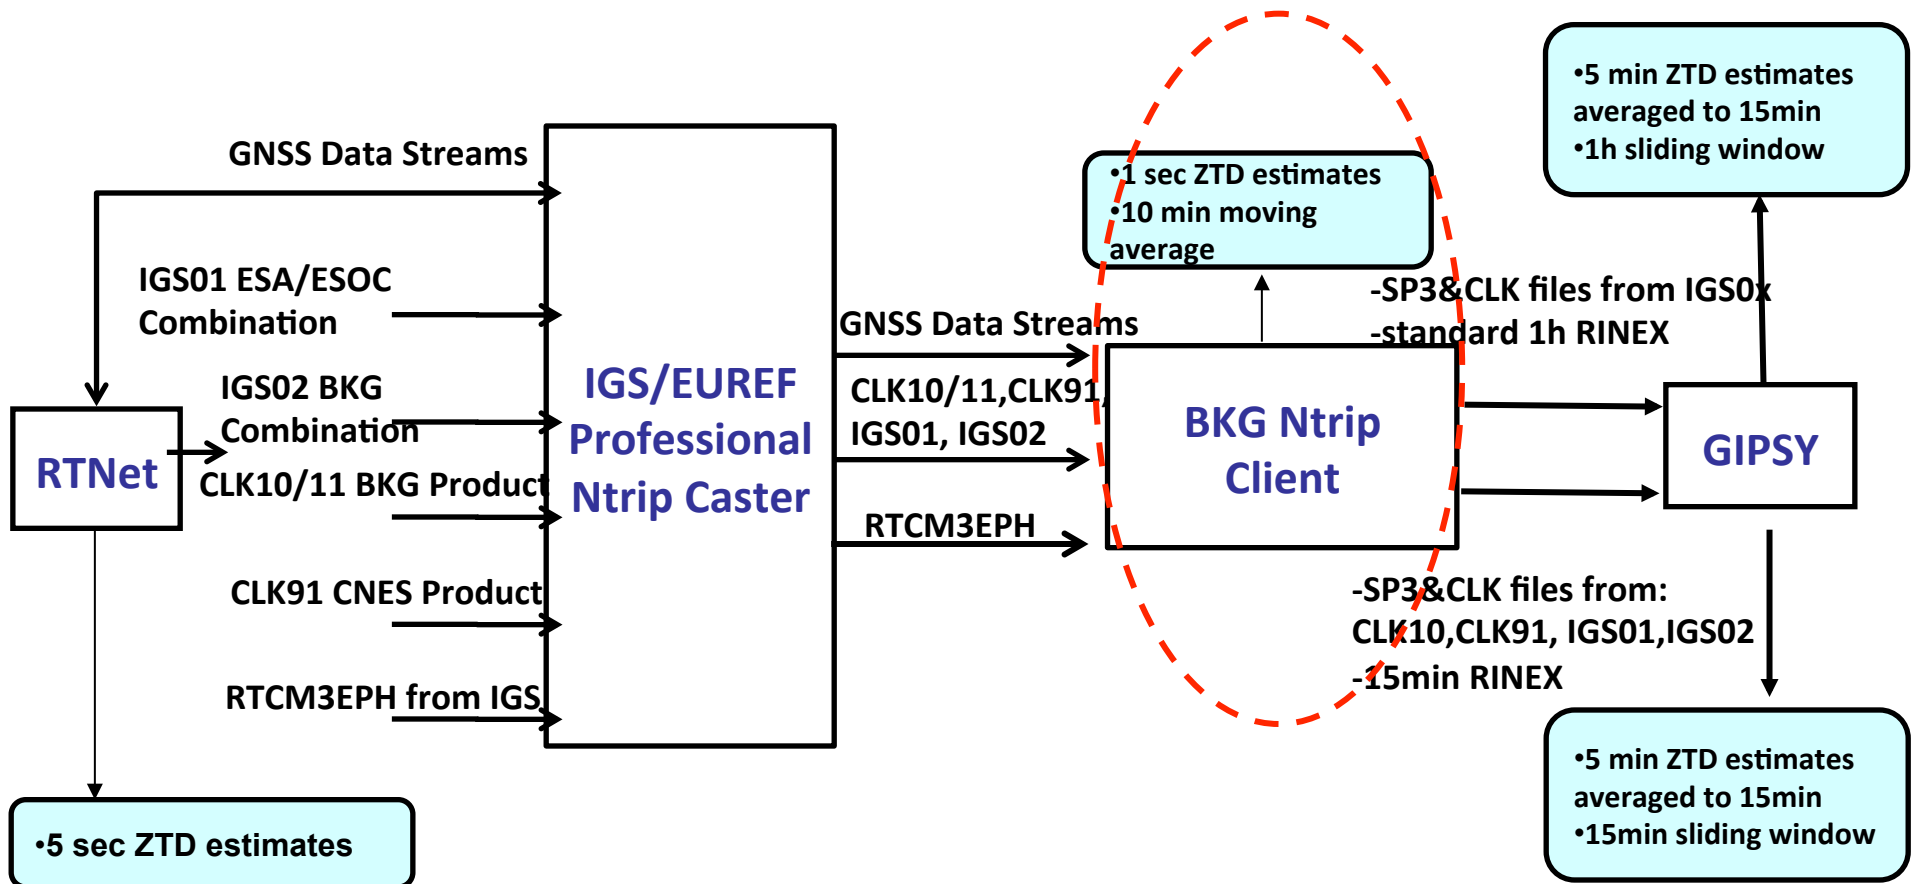 GNSS Data Streams
IGS01 ESA/ESOC
Combination
IGS02 BKG
Combination
RTNet
CLK10/11 BKG Product
CLK91 CNES Product
RTCM3EPH from IGS
•5 sec ZTD estimates
IGS/EUREF
Professional
Ntrip Caster
GNSS Data Streams
CLK10/11,CLK91,
IGS01, IGS02
RTCM3EPH
•1 sec ZTD estimates
•10 min moving
average
BKG Ntrip
Client
-SP3&CLK files from IGS0x
-standard 1h RINEX
-SP3&CLK files from:
CLK10,CLK91, IGS01,IGS02
-15min RINEX
GIPSY
•5 min ZTD estimates
averaged to 15min
•1h sliding window
•5 min ZTD estimates
averaged to 15min
•15min sliding window